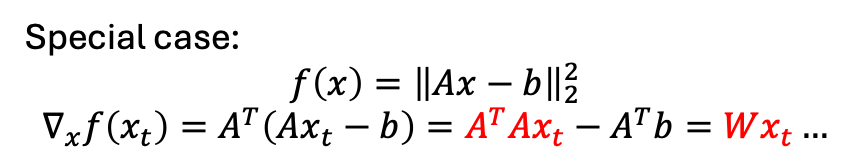 Special case:
f(x) = ‖Ax − b‖₂²
∇ₓf(xₜ) = Aᵀ(Axₜ − b) = AᵀAxₜ − Aᵀb = Wxₜ ...